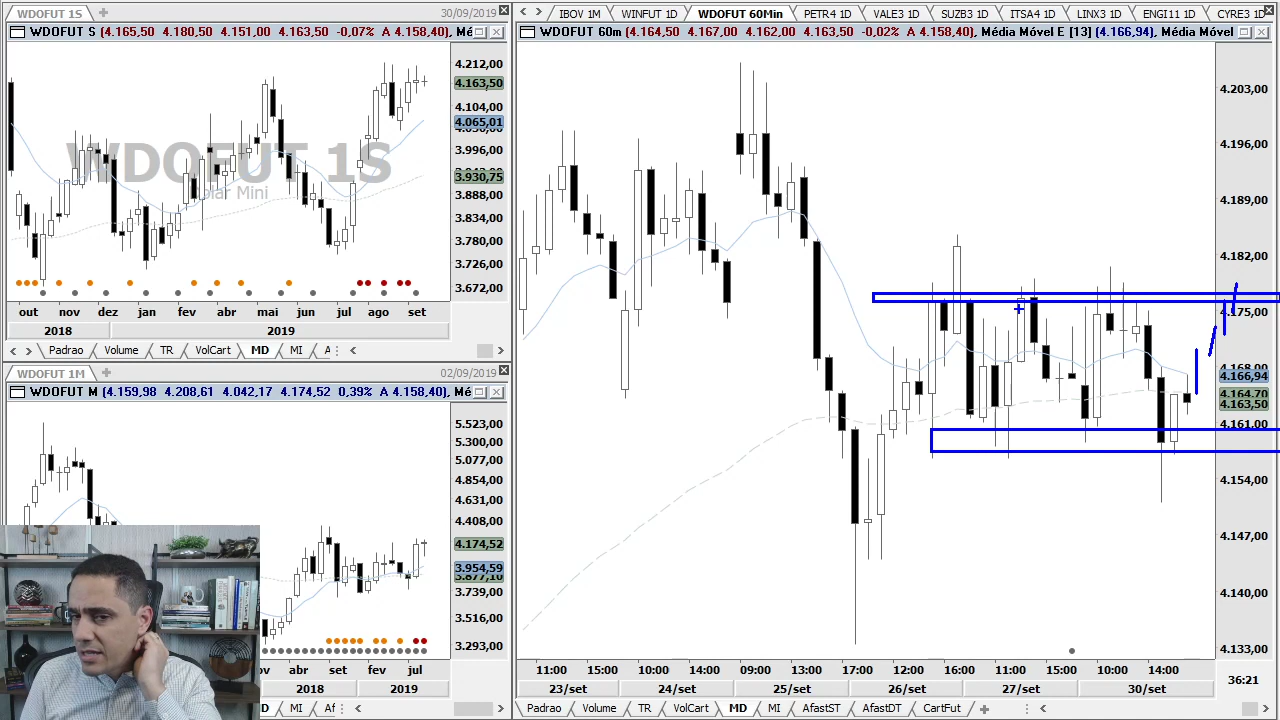 WDOFUT 1S
30/09/2019
WDOFUT S (4.165,50 4.180,50 4.151,00 4.163,50 -0,07% A 4.158,40), Mé
WDOFUT 1S
Dolar Mini
4.212,00
4.163,50
4.104,00
4.065,01
3.996,00
3.930,75
3.888,00
3.834,00
3.780,00
3.726,00
3.672,00
out nov dez jan fev abr mai jun jul ago set
2018 2019
Padrao Volume TR VolCart MD MI A
WDOFUT 1M
02/09/2019
WDOFUT M (4.159,98 4.208,61 4.042,17 4.174,52 0,39% A 4.158,40), Mé
5.523,00
5.300,00
5.077,00
4.854,00
4.631,00
4.408,00
4.174,52
3.954,59
3.877,10
3.739,00
3.516,00
3.293,00
ov abr set fev jul
2018 2019
D MI Af
IBOV 1M WINFUT 1D WDOFUT 60Min PETR4 1D VALE3 1D SUZB3 1D ITSA4 1D LINX3 1D ENGI11 1D CYRE3 1D
WDOFUT 60m (4.164,50 4.167,00 4.162,00 4.163,50 -0,02% A 4.158,40), Média Móvel E [13] (4.166,94), Média Móvel
4.203,00
4.196,00
4.189,00
4.182,00
4.175,00
4.168,00
4.166,94
4.164,70
4.163,50
4.161,00
4.154,00
4.147,00
4.140,00
4.133,00
11:00 15:00 10:00 14:00 09:00 13:00 17:00 12:00 16:00 11:00 15:00 10:00 14:00
23/set 24/set 25/set 26/set 27/set 30/set
36:21
Padrao Volume TR VolCart MD MI AfastST AfastDT CartFut